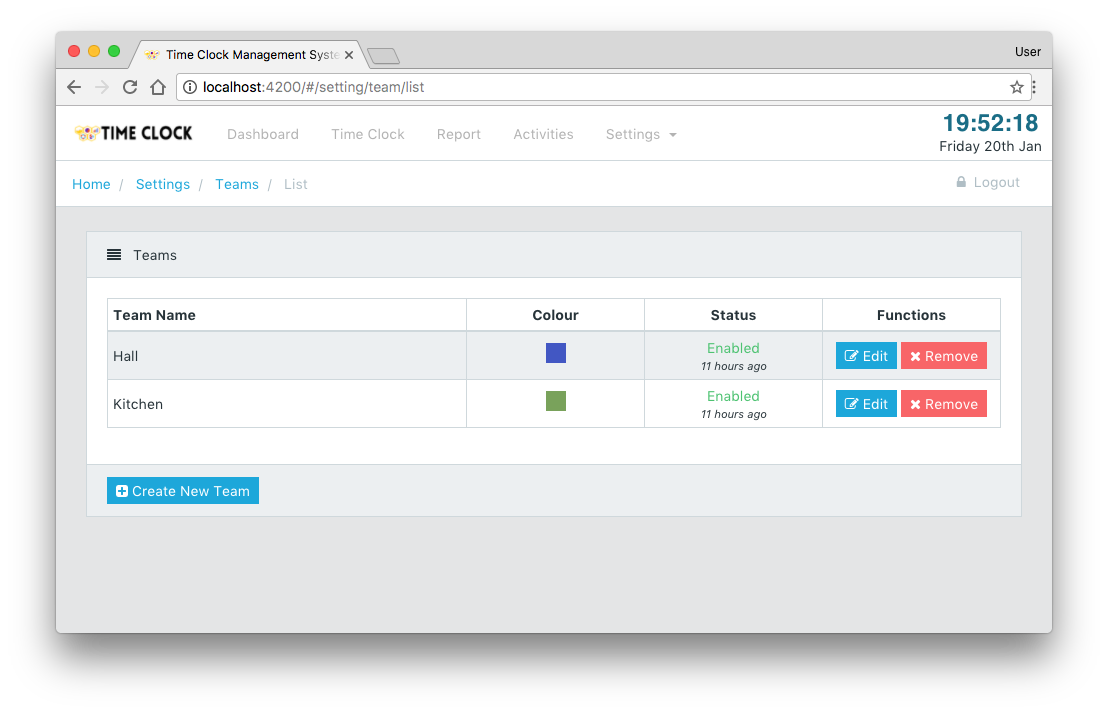 Time Clock Management Syste
User
localhost:4200/#/setting/team/list
TIME CLOCK Dashboard Time Clock Report Activities Settings
19:52:18
Friday 20th Jan
Home / Settings / Teams / List
Logout
Teams
Team Name Colour Status Functions
Hall Enabled Edit Remove
11 hours ago
Kitchen Enabled Edit Remove
11 hours ago
Create New Team